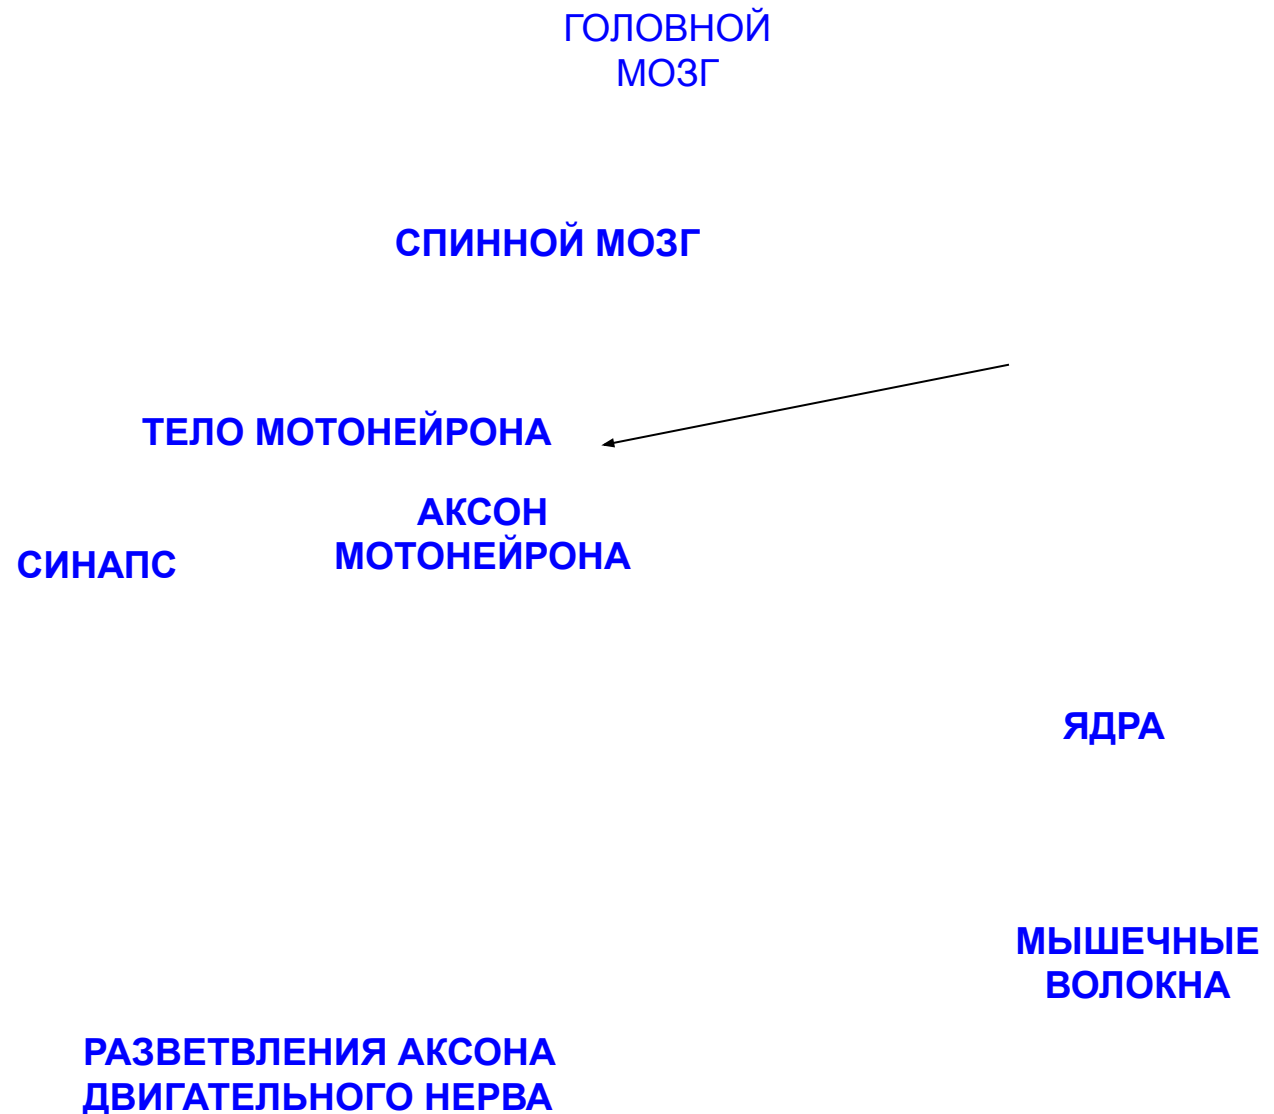 ГОЛОВНОЙ
МОЗГ
СПИННОЙ МОЗГ
ТЕЛО МОТОНЕЙРОНА
АКСОН
МОТОНЕЙРОНА
СИНАПС
ЯДРА
МЫШЕЧНЫЕ
ВОЛОКНА
РАЗВЕТВЛЕНИЯ АКСОНА
ДВИГАТЕЛЬНОГО НЕРВА